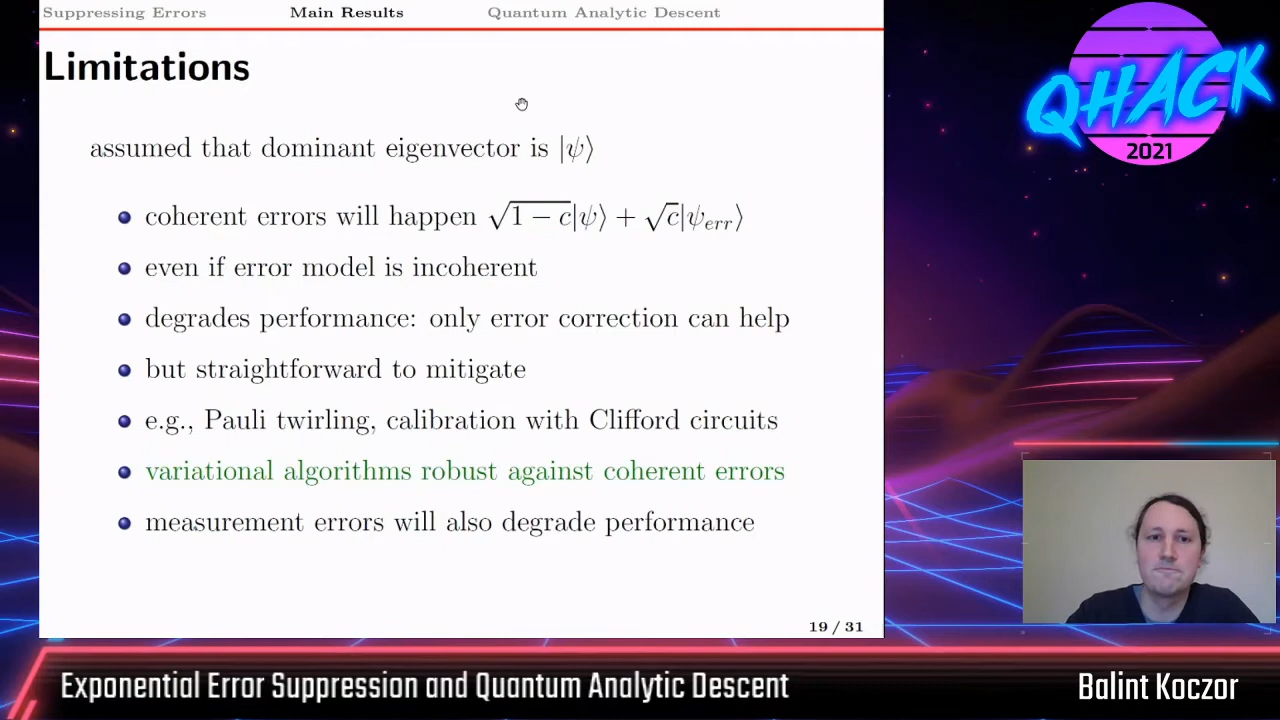 Suppressing Errors Main Results Quantum Analytic Descent
Limitations
assumed that dominant eigenvector is |ψ⟩
coherent errors will happen √1 − c|ψ⟩ + √c|ψerr⟩
even if error model is incoherent
degrades performance: only error correction can help
but straightforward to mitigate
e.g., Pauli twirling, calibration with Clifford circuits
variational algorithms robust against coherent errors
measurement errors will also degrade performance
19 / 31
QHACK
2021
Exponential Error Suppression and Quantum Analytic Descent
Balint Koczor